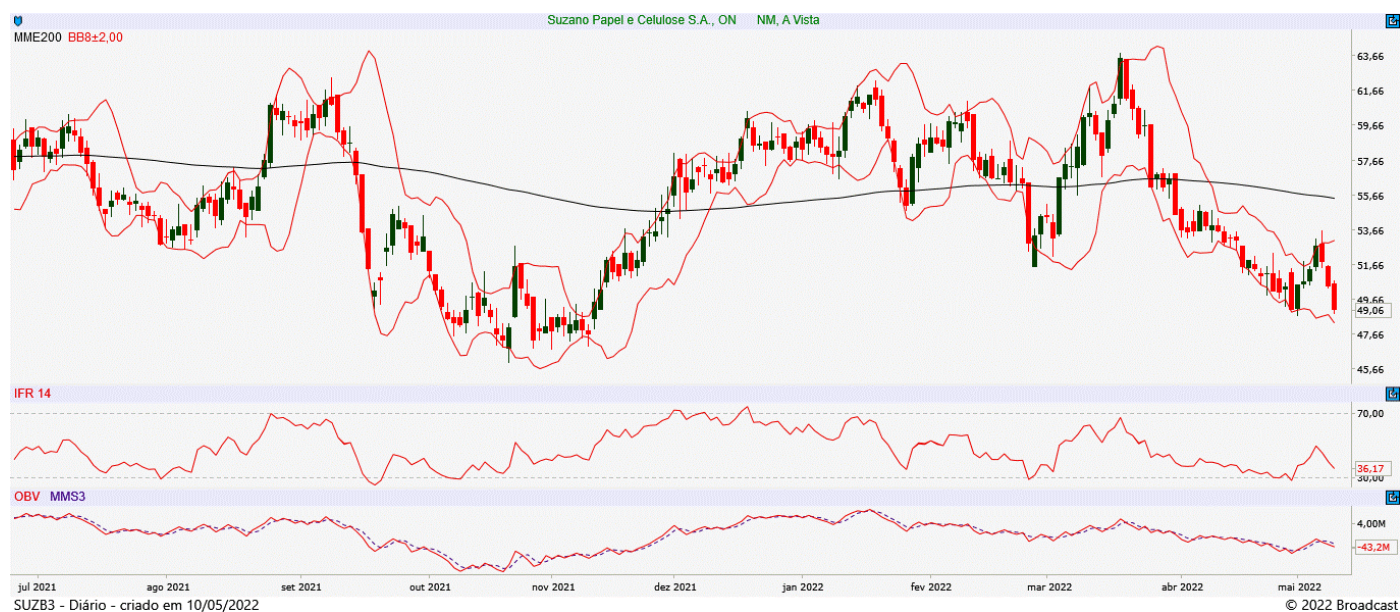 Suzano Papel e Celulose S.A., ON NM, A Vista
MME200 BB8±2,00
63,66
61,66
59,66
57,66
55,66
53,66
51,66
49,66
49,06
47,66
45,66
IFR 14
70,00
36,17
30,00
OBV MMS3
4,00M
-43,2M
jul 2021 ago 2021 set 2021 out 2021 nov 2021 dez 2021 jan 2022 fev 2022 mar 2022 abr 2022 mai 2022
SUZB3 - Diário - criado em 10/05/2022 © 2022 Broadcast